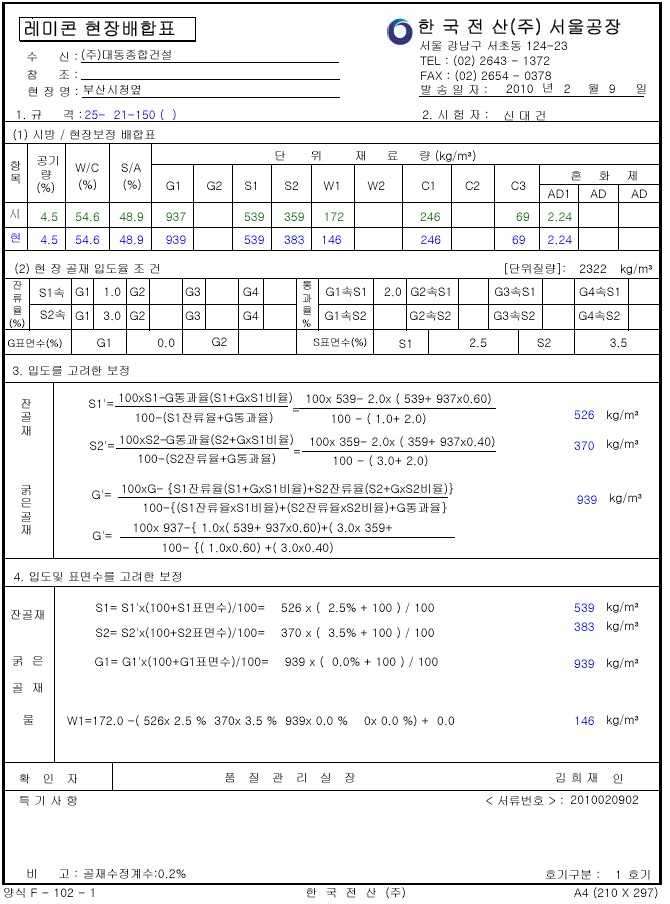 레미콘 현장배합표
한국전산(주) 서울공장
서울 강남구 서초동 124-23
TEL : (02) 2643 - 1372
FAX : (02) 2654 - 0378
수 신 : (주)대동종합건설
참 조 :
현 장 명 : 부산시청옆
발 송 일 자 : 2010 년 2 월 9 일
1. 규 격 : 25- 21-150 ( )
2. 시 험 자 : 신 대 건
(1) 시방 / 현장보정 배합표
항목 공기량(%) W/C (%) S/A (%) 단 위 재 료 량 (kg/m³)
G1 G2 S1 S2 W1 W2 C1 C2 C3 혼 화 제
AD1 AD AD
시 4.5 54.6 48.9 937 539 359 172 246 69 2.24
현 4.5 54.6 48.9 939 539 383 146 246 69 2.24
(2) 현 장 골재 입도율 조 건 [단위질량]: 2322 kg/m³
잔류율(%) S1속 G1 1.0 G2 G3 G4 통과율% G1속S1 2.0 G2속S1 G3속S1 G4속S1
S2속 G1 3.0 G2 G3 G4 G1속S2 G2속S2 G3속S2 G4속S2
G표면수(%) G1 0.0 G2 S표면수(%) S1 2.5 S2 3.5
3. 입도를 고려한 보정
잔골재
S1'= 100xS1-G통과율(S1+GxS1비율) = 100x 539- 2.0x ( 539+ 937x0.60)
100-(S1잔류율+G통과율) 100 - ( 1.0+ 2.0)
526 kg/m³
S2'= 100xS2-G통과율(S2+GxS1비율) = 100x 359- 2.0x ( 359+ 937x0.40)
100-(S2잔류율+G통과율) 100 - ( 3.0+ 2.0)
370 kg/m³
굵은골재
G'= 100xG- {S1잔류율(S1+GxS1비율)+S2잔류율(S2+GxS2비율)}
100-{(S1잔류율xS1비율)+(S2잔류율xS2비율)+G통과율}
939 kg/m³
G'= 100x 937-{ 1.0x( 539+ 937x0.60)+( 3.0x 359+
100- {( 1.0x0.60) +( 3.0x0.40)
4. 입도및 표면수를 고려한 보정
잔골재 S1= S1'x(100+S1표면수)/100= 526 x ( 2.5% + 100 ) / 100 539 kg/m³
S2= S2'x(100+S2표면수)/100= 370 x ( 3.5% + 100 ) / 100 383 kg/m³
굵 은 골 재 G1= G1'x(100+G1표면수)/100= 939 x ( 0.0% + 100 ) / 100 939 kg/m³
물 W1=172.0 -( 526x 2.5 % 370x 3.5 % 939x 0.0 % 0x 0.0 %) + 0.0 146 kg/m³
확 인 자 품 질 관 리 실 장 김 희 재 인
특 기 사 항 < 서류번호 > : 2010020902
비 고 : 골재수정계수:0.2% 호기구분 : 1 호기
양식 F - 102 - 1 한 국 전 산 (주) A4 (210 X 297)